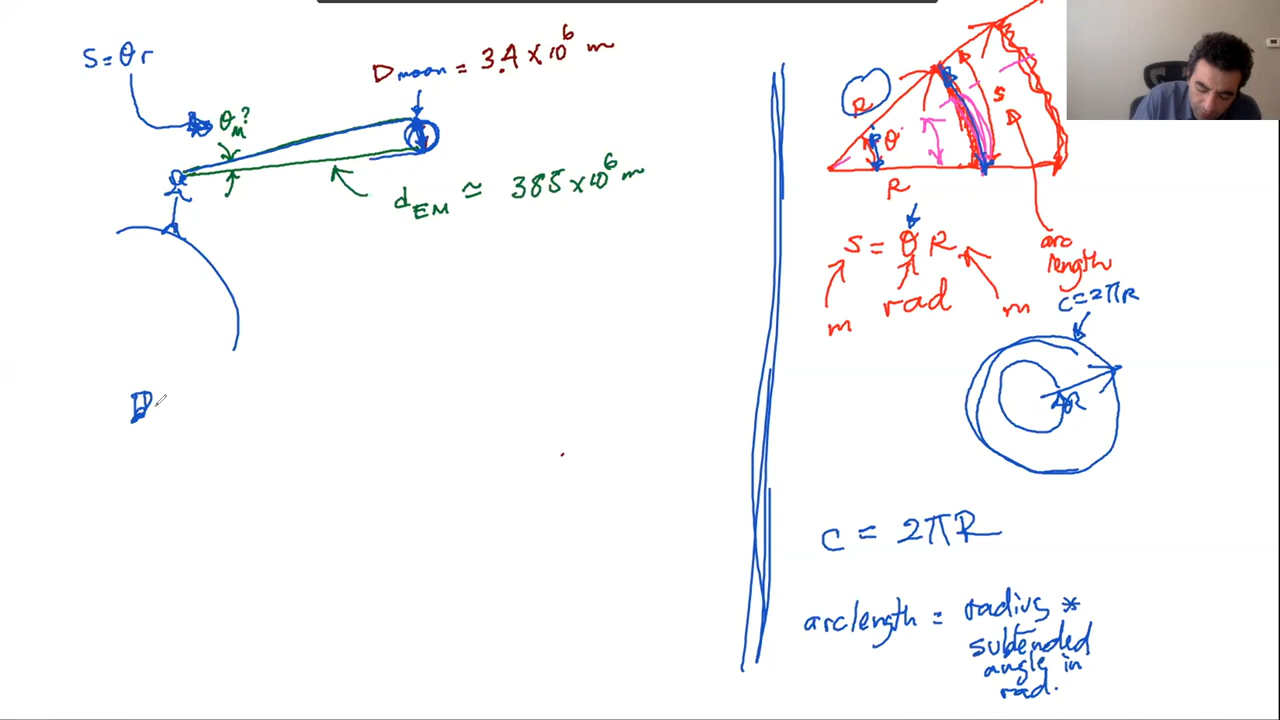 S = θr
θM?
Dmoon = 3.4 × 10⁶ m
dEM ≃ 385 × 10⁶ m
D
R
θ
S
R
S = θ R
m rad m
arc
length
C = 2πR
R
C = 2πR
arclength = radius *
subtended
angle in
rad.